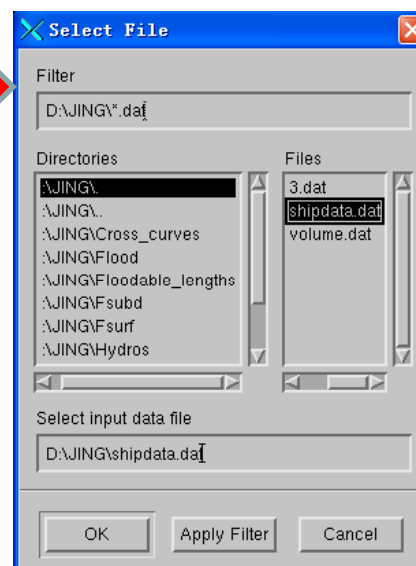 Select File
Filter
D:\JING\*.dat
Directories
Files
:\JING\.
:\JING\..
:\JING\Cross_curves
:\JING\Flood
:\JING\Floodable_lengths
:\JING\Fsubd
:\JING\Fsurf
:\JING\Hydros
3.dat
shipdata.dat
volume.dat
Select input data file
D:\JING\shipdata.dat
OK
Apply Filter
Cancel